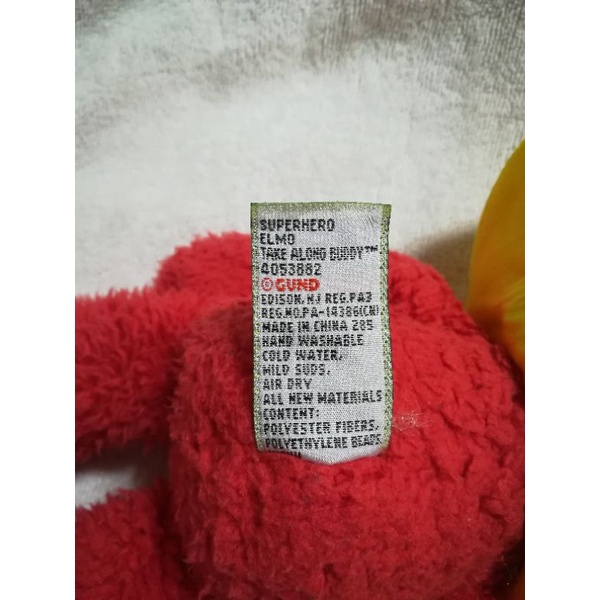 SUPERHERO
ELMO
TAKE ALONG BUDDY™
4053882
GUND
EDISON, NJ REG.PA3
REG.NO.PA-14386(CN)
MADE IN CHINA 285
HAND WASHABLE
COLD WATER,
MILD SUDS.
AIR DRY
ALL NEW MATERIALS
CONTENT:
POLYESTER FIBERS,
POLYETHYLENE BEADS